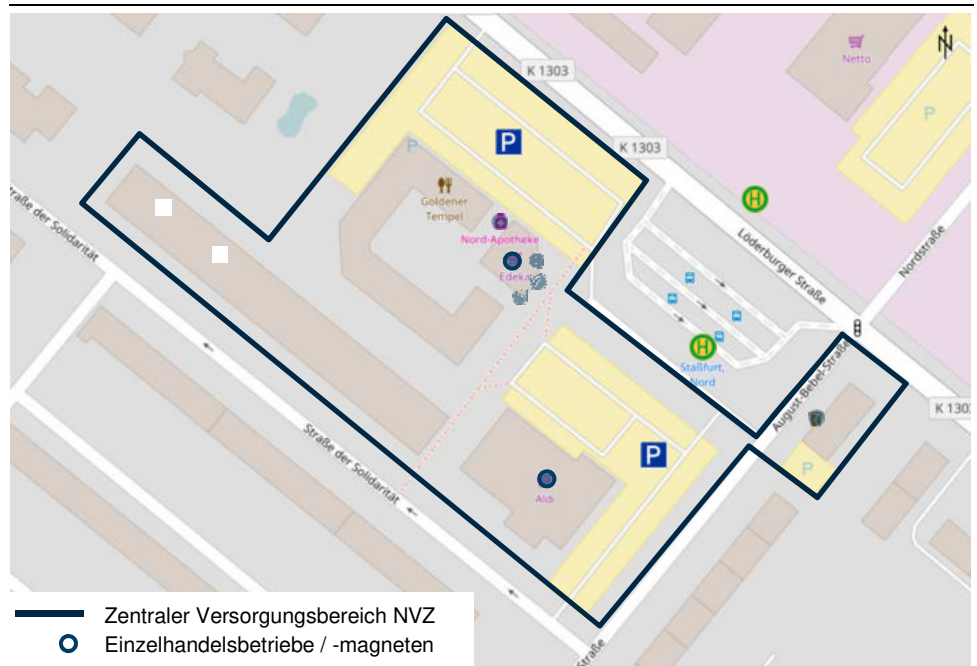 K 1303
Netto
N
P
P
P
K 1303
Goldener
Tempel
Nord-Apotheke
Edeka
H
Löderburger Straße
Nordstraße
Straße der Solidarität
H
Staßfurt,
Nord
August-Bebel-Straße
K 1303
Straße der Solidarität
P
P
Aldi
Straße
Zentraler Versorgungsbereich NVZ
Einzelhandelsbetriebe / -magneten